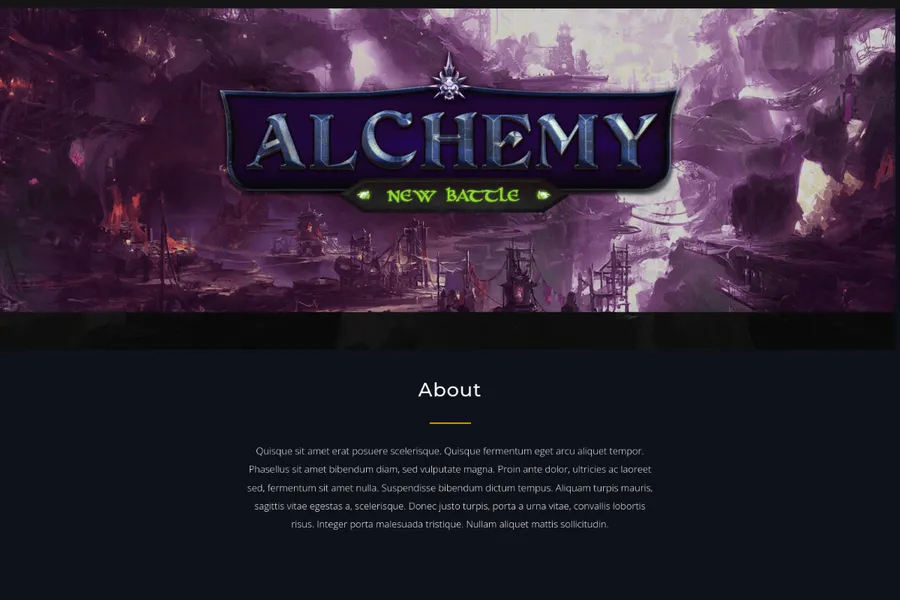 ALCHEMY
NEW BATTLE
About
Quisque sit amet erat posuere scelerisque. Quisque fermentum eget arcu aliquet tempor.
Phasellus sit amet bibendum diam, sed vulputate magna. Proin ante dolor, ultricies ac laoreet
sed, fermentum sit amet nulla. Suspendisse bibendum dictum tempus. Aliquam turpis mauris,
sagittis vitae egestas a, scelerisque. Donec justo turpis, porta a urna vitae, convallis lobortis
risus. Integer porta malesuada tristique. Nullam aliquet mattis sollicitudin.